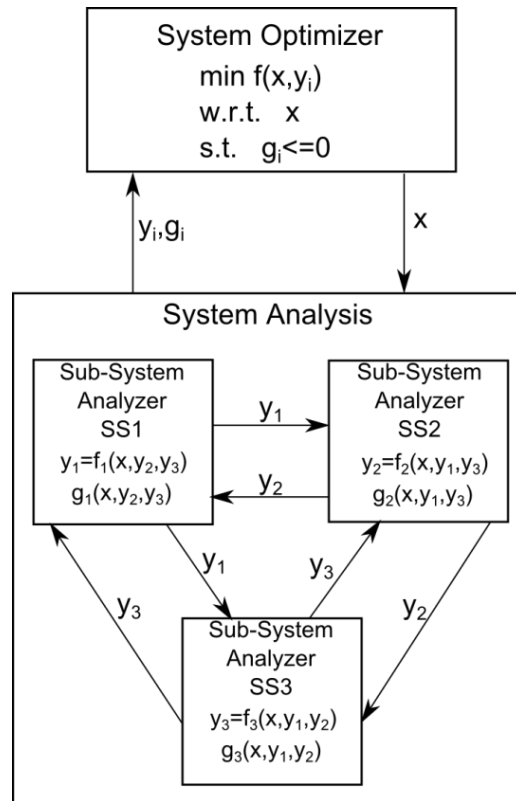 System Optimizer
min f(x,yᵢ)
w.r.t. x
s.t. gᵢ<=0
yᵢ,gᵢ
x
System Analysis
Sub-System
Analyzer
SS1
y₁=f₁(x,y₂,y₃)
g₁(x,y₂,y₃)
y₁
y₂
Sub-System
Analyzer
SS2
y₂=f₂(x,y₁,y₃)
g₂(x,y₁,y₃)
y₃
y₁
y₃
y₂
Sub-System
Analyzer
SS3
y₃=f₃(x,y₁,y₂)
g₃(x,y₁,y₂)